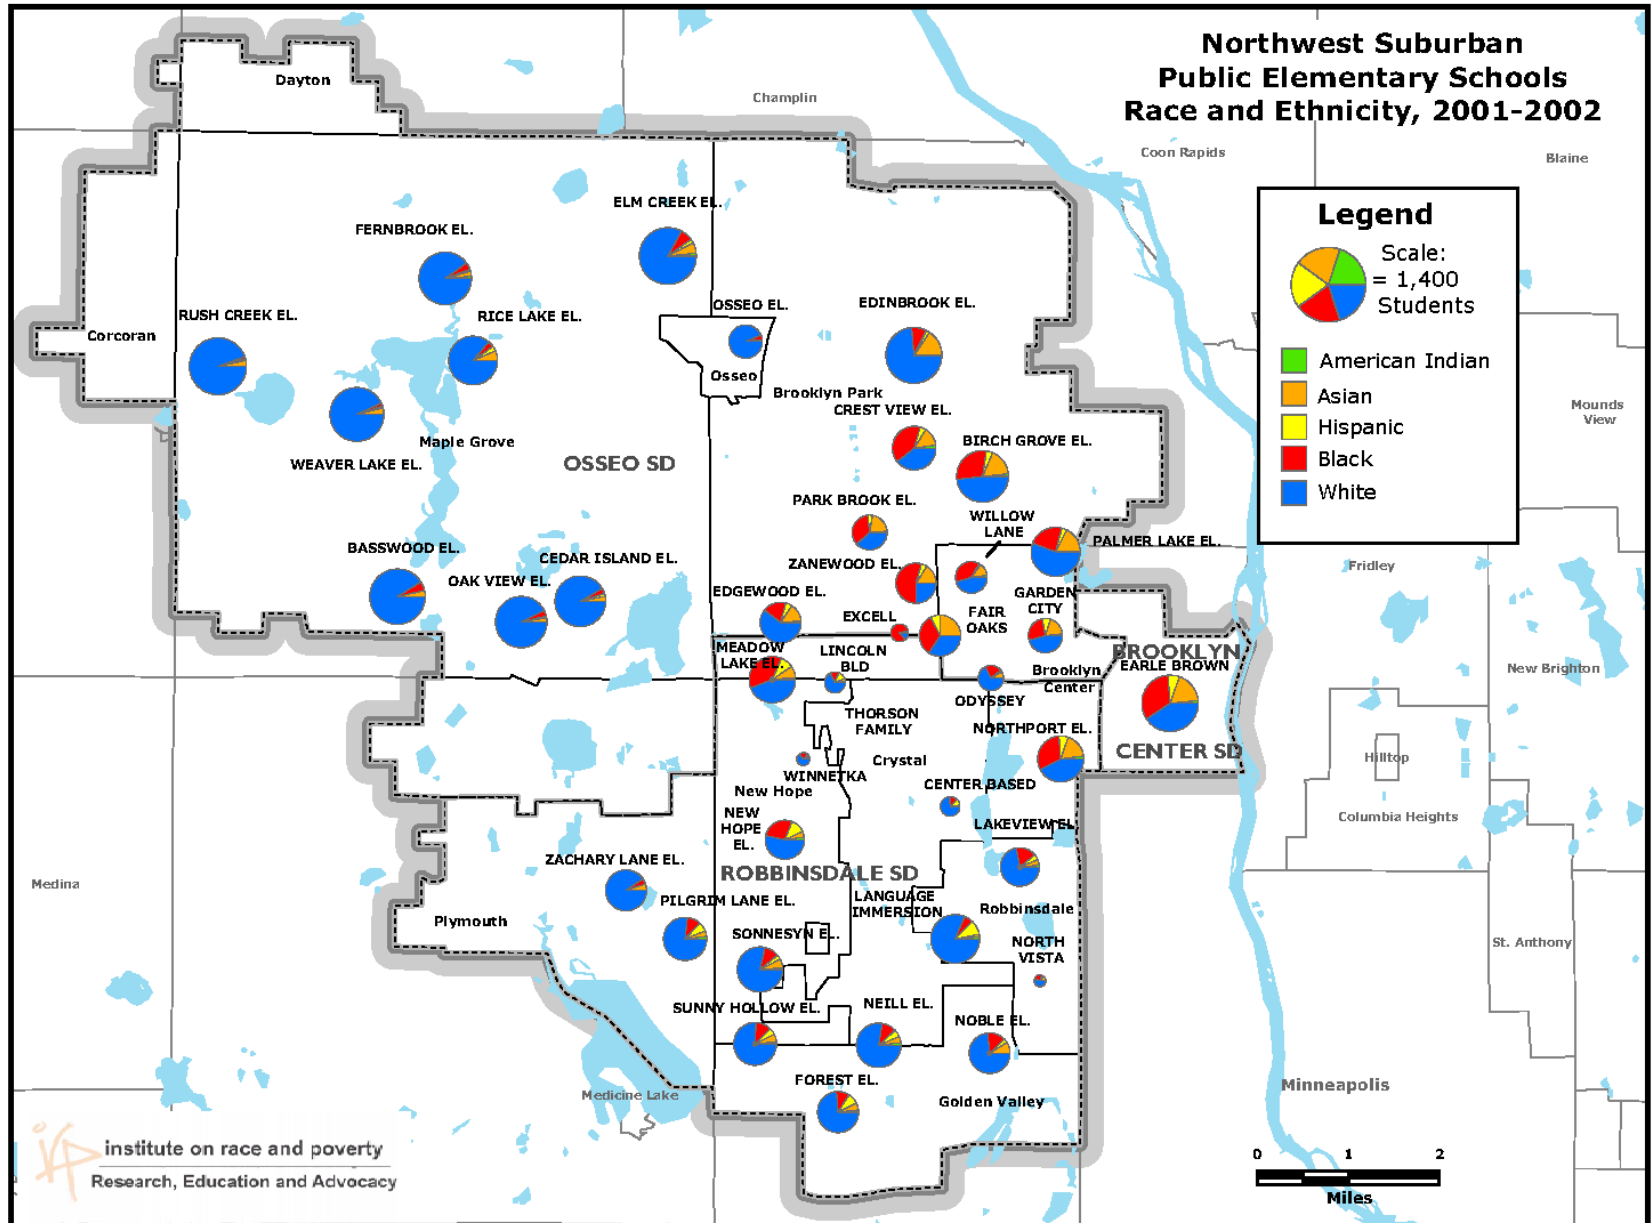 Northwest Suburban
Public Elementary Schools
Race and Ethnicity, 2001-2002
Dayton
Champlin
Coon Rapids
Blaine
Legend
Scale:
= 1,400
Students
American Indian
Asian
Hispanic
Black
White
ELM CREEK EL.
FERNBROOK EL.
RUSH CREEK EL.
RICE LAKE EL.
OSSEO EL.
EDINBROOK EL.
Corcoran
Osseo
Brooklyn Park
CREST VIEW EL.
Mounds
View
Maple Grove
BIRCH GROVE EL.
WEAVER LAKE EL.
OSSEO SD
PARK BROOK EL.
WILLOW
LANE
PALMER LAKE EL.
BASSWOOD EL.
CEDAR ISLAND EL.
OAK VIEW EL.
ZANEWOOD EL.
Fridley
EDGEWOOD EL.
GARDEN
CITY
EXCELL
FAIR
OAKS
MEADOW
LAKE EL.
LINCOLN
BLD
BROOKLYN
EARLE BROWN
Brooklyn
Center
New Brighton
ODYSSEY
THORSON
FAMILY
NORTHPORT EL.
CENTER SD
Crystal
Hilltop
WINNETKA
New Hope
CENTER BASED
NEW
HOPE
EL.
LAKEVIEW EL.
Columbia Heights
ZACHARY LANE EL.
ROBBINSDALE SD
Medina
PILGRIM LANE EL.
LANGUAGE
IMMERSION
Robbinsdale
Plymouth
SONNESYN EL.
NORTH
VISTA
St. Anthony
SUNNY HOLLOW EL.
NEILL EL.
NOBLE EL.
FOREST EL.
Medicine Lake
Golden Valley
Minneapolis
irp
institute on race and poverty
Research, Education and Advocacy
0 1 2
Miles